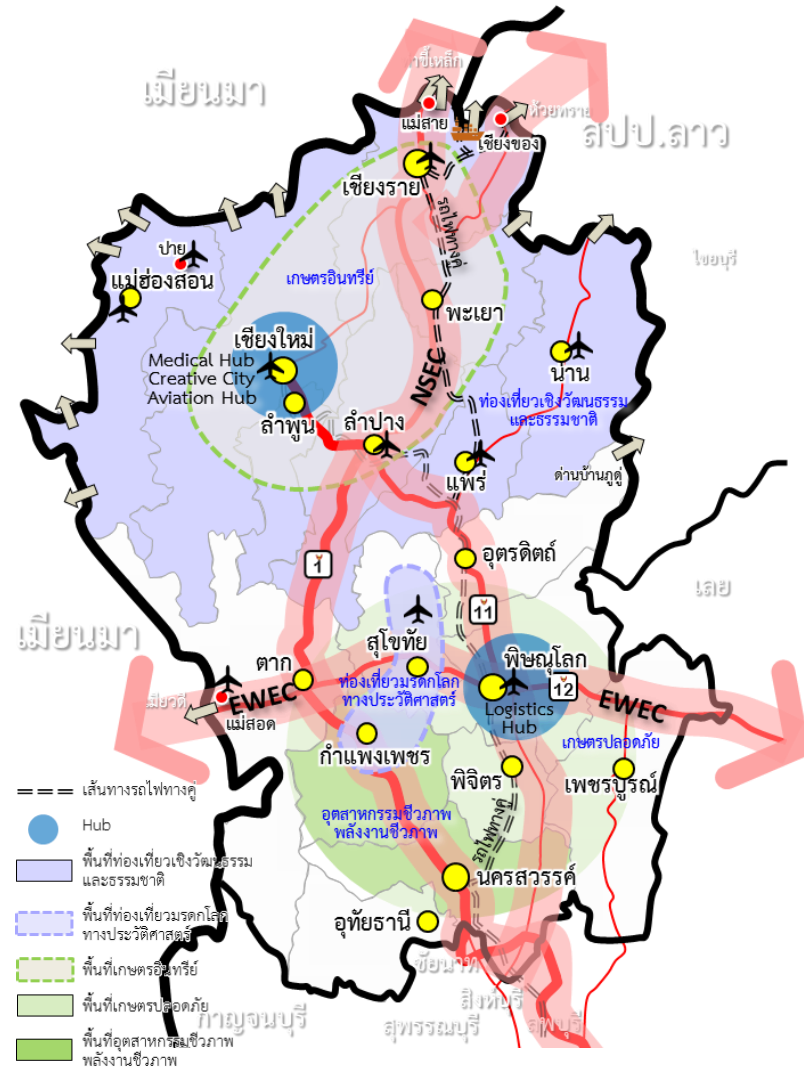 ท่าขี้เหล็ก
เมียนมา
แม่สาย
ห้วยทราย
เชียงของ
สปป.ลาว
เชียงราย
รถไฟทางคู่
ปาย
แม่ฮ่องสอน
เกษตรอินทรีย์
ไชยบุรี
พะเยา
เชียงใหม่
Medical Hub
Creative City
Aviation Hub
NSEC
น่าน
ลำพูน
ลำปาง
ท่องเที่ยวเชิงวัฒนธรรม
และธรรมชาติ
แพร่
ด่านบ้านภูดู่
อุตรดิตถ์
1
11
เลย
เมียนมา
สุโขทัย
พิษณุโลก
ตาก
ท่องเที่ยวมรดกโลก
ทางประวัติศาสตร์
12
เมียวดี
EWEC
EWEC
แม่สอด
Logistics
Hub
กำแพงเพชร
เกษตรปลอดภัย
พิจิตร
เพชรบูรณ์
เส้นทางรถไฟทางคู่
อุตสาหกรรมชีวภาพ
พลังงานชีวภาพ
รถไฟทางคู่
Hub
นครสวรรค์
พื้นที่ท่องเที่ยวเชิงวัฒนธรรม
และธรรมชาติ
อุทัยธานี
พื้นที่ท่องเที่ยวมรดกโลก
ทางประวัติศาสตร์
พื้นที่เกษตรอินทรีย์
พื้นที่เกษตรปลอดภัย
พื้นที่อุตสาหกรรมชีวภาพ
พลังงานชีวภาพ
ชัยนาท
สิงห์บุรี
กาญจนบุรี
สุพรรณบุรี
ลพบุรี